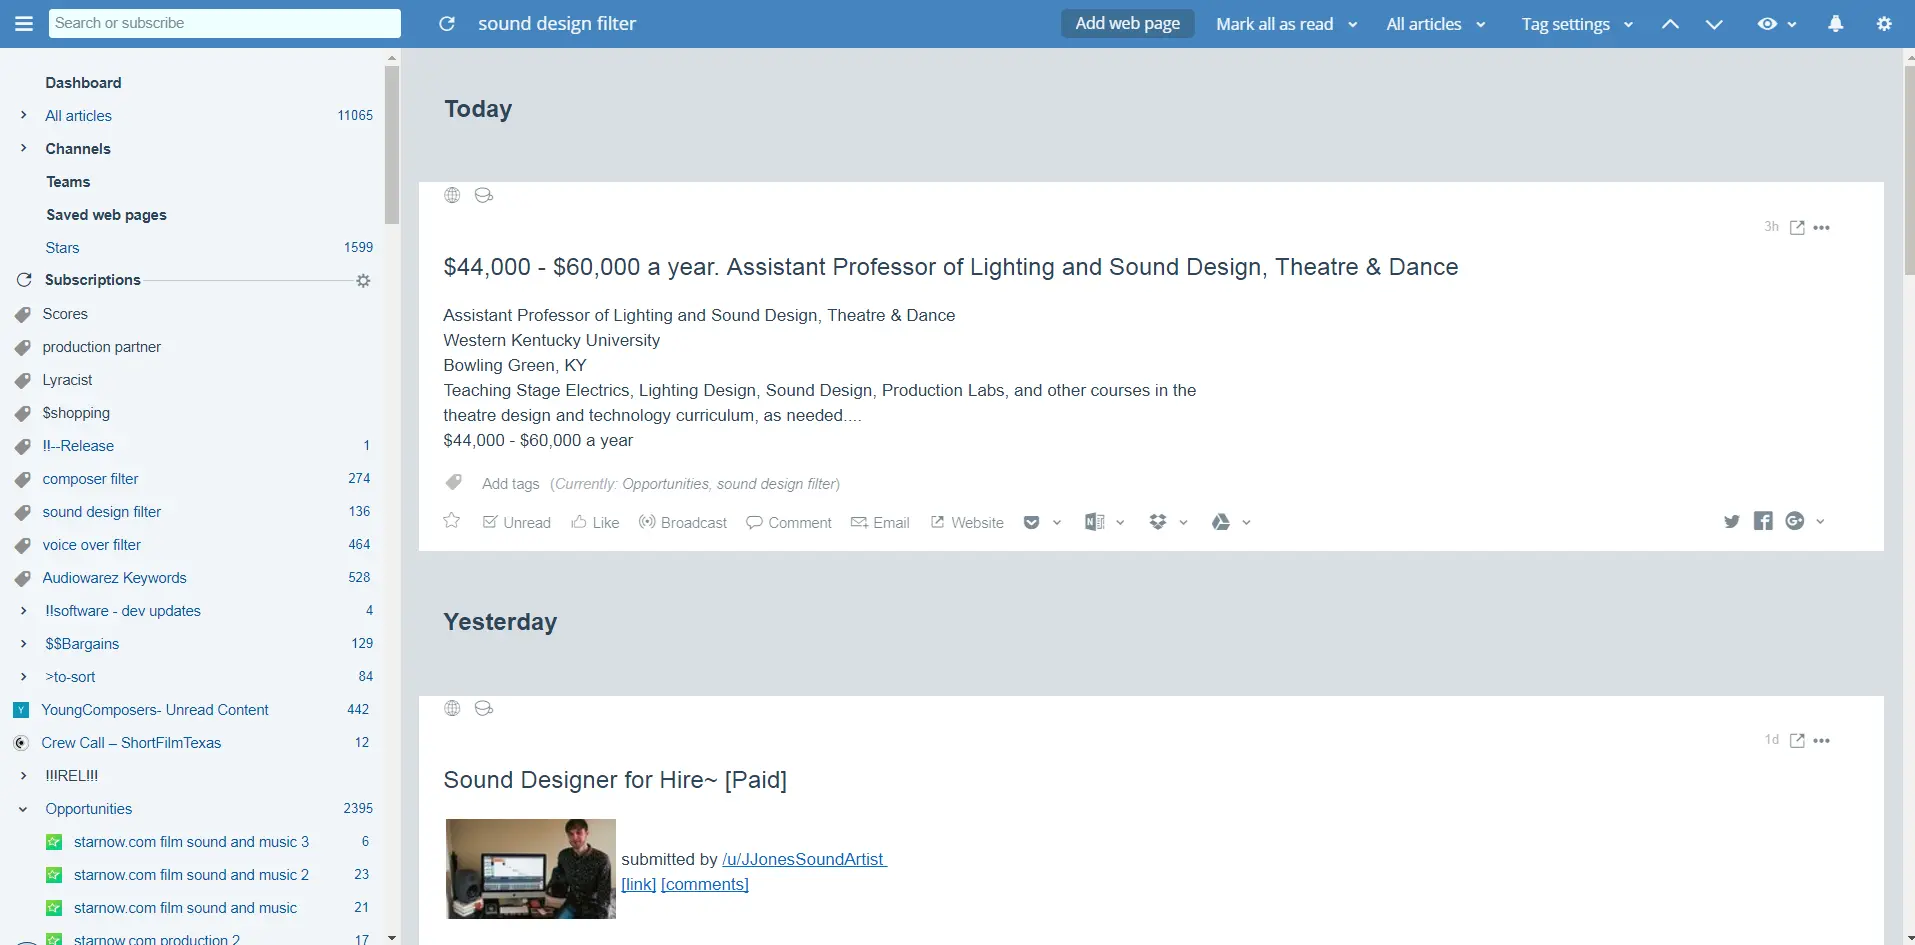 Search or subscribe
sound design filter
Add web page
Mark all as read
All articles
Tag settings
Dashboard
All articles 11065
Channels
Teams
Saved web pages
Stars 1599
Subscriptions
Scores
production partner
Lyracist
$shopping
!!--Release 1
composer filter 274
sound design filter 136
voice over filter 464
Audiowarez Keywords 528
!!software - dev updates 4
$$Bargains 129
>to-sort 84
Y YoungComposers- Unread Content 442
Crew Call – ShortFilmTexas 12
!!!REL!!!
Opportunities 2395
starnow.com film sound and music 3 6
starnow.com film sound and music 2 23
starnow.com film sound and music 21
starnow.com production 2 17
Today
3h
$44,000 - $60,000 a year. Assistant Professor of Lighting and Sound Design, Theatre & Dance
Assistant Professor of Lighting and Sound Design, Theatre & Dance
Western Kentucky University
Bowling Green, KY
Teaching Stage Electrics, Lighting Design, Sound Design, Production Labs, and other courses in the
theatre design and technology curriculum, as needed....
$44,000 - $60,000 a year
Add tags (Currently: Opportunities, sound design filter)
Unread Like Broadcast Comment Email Website
Yesterday
1d
Sound Designer for Hire~ [Paid]
submitted by /u/JJonesSoundArtist
[link] [comments]